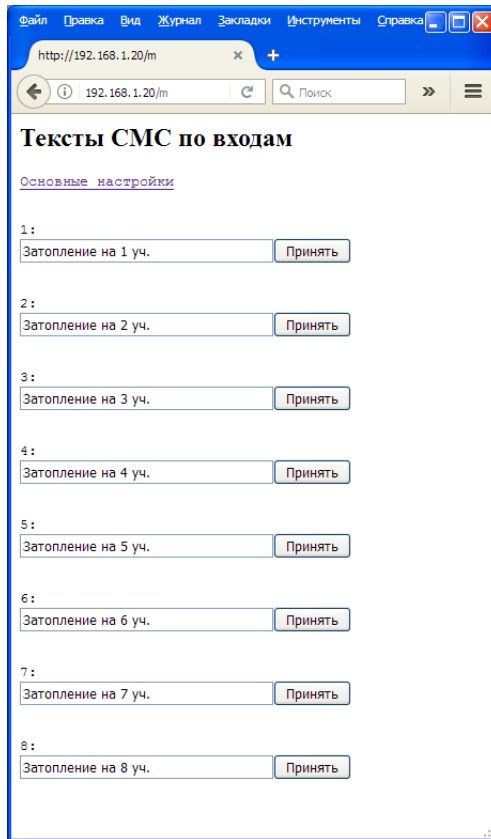 Файл Правка Вид Журнал Закладки Инструменты Справка
http://192.168.1.20/m
192.168.1.20/m Поиск
Тексты СМС по входам
Основные настройки
1:
Затопление на 1 уч. Принять
2:
Затопление на 2 уч. Принять
3:
Затопление на 3 уч. Принять
4:
Затопление на 4 уч. Принять
5:
Затопление на 5 уч. Принять
6:
Затопление на 6 уч. Принять
7:
Затопление на 7 уч. Принять
8:
Затопление на 8 уч. Принять